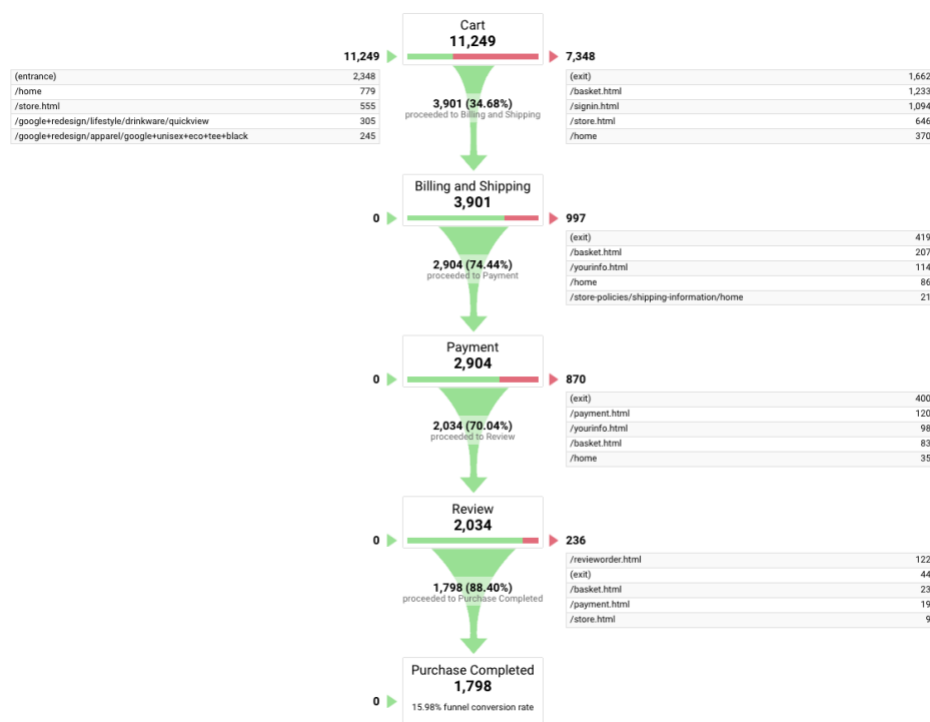 Cart
11,249
11,249
7,348
(entrance) 2,348
/home 779
/store.html 555
/google+redesign/lifestyle/drinkware/quickview 305
/google+redesign/apparel/google+unisex+eco+tee+black 245
(exit) 1,662
/basket.html 1,233
/signin.html 1,094
/store.html 646
/home 370
3,901 (34.68%)
proceeded to Billing and Shipping
Billing and Shipping
3,901
0
997
(exit) 419
/basket.html 207
/yourinfo.html 114
/home 86
/store-policies/shipping-information/home 21
2,904 (74.44%)
proceeded to Payment
Payment
2,904
0
870
(exit) 400
/payment.html 120
/yourinfo.html 98
/basket.html 83
/home 35
2,034 (70.04%)
proceeded to Review
Review
2,034
0
236
/revieworder.html 122
(exit) 44
/basket.html 23
/payment.html 19
/store.html 9
1,798 (88.40%)
proceeded to Purchase Completed
Purchase Completed
1,798
0
15.98% funnel conversion rate